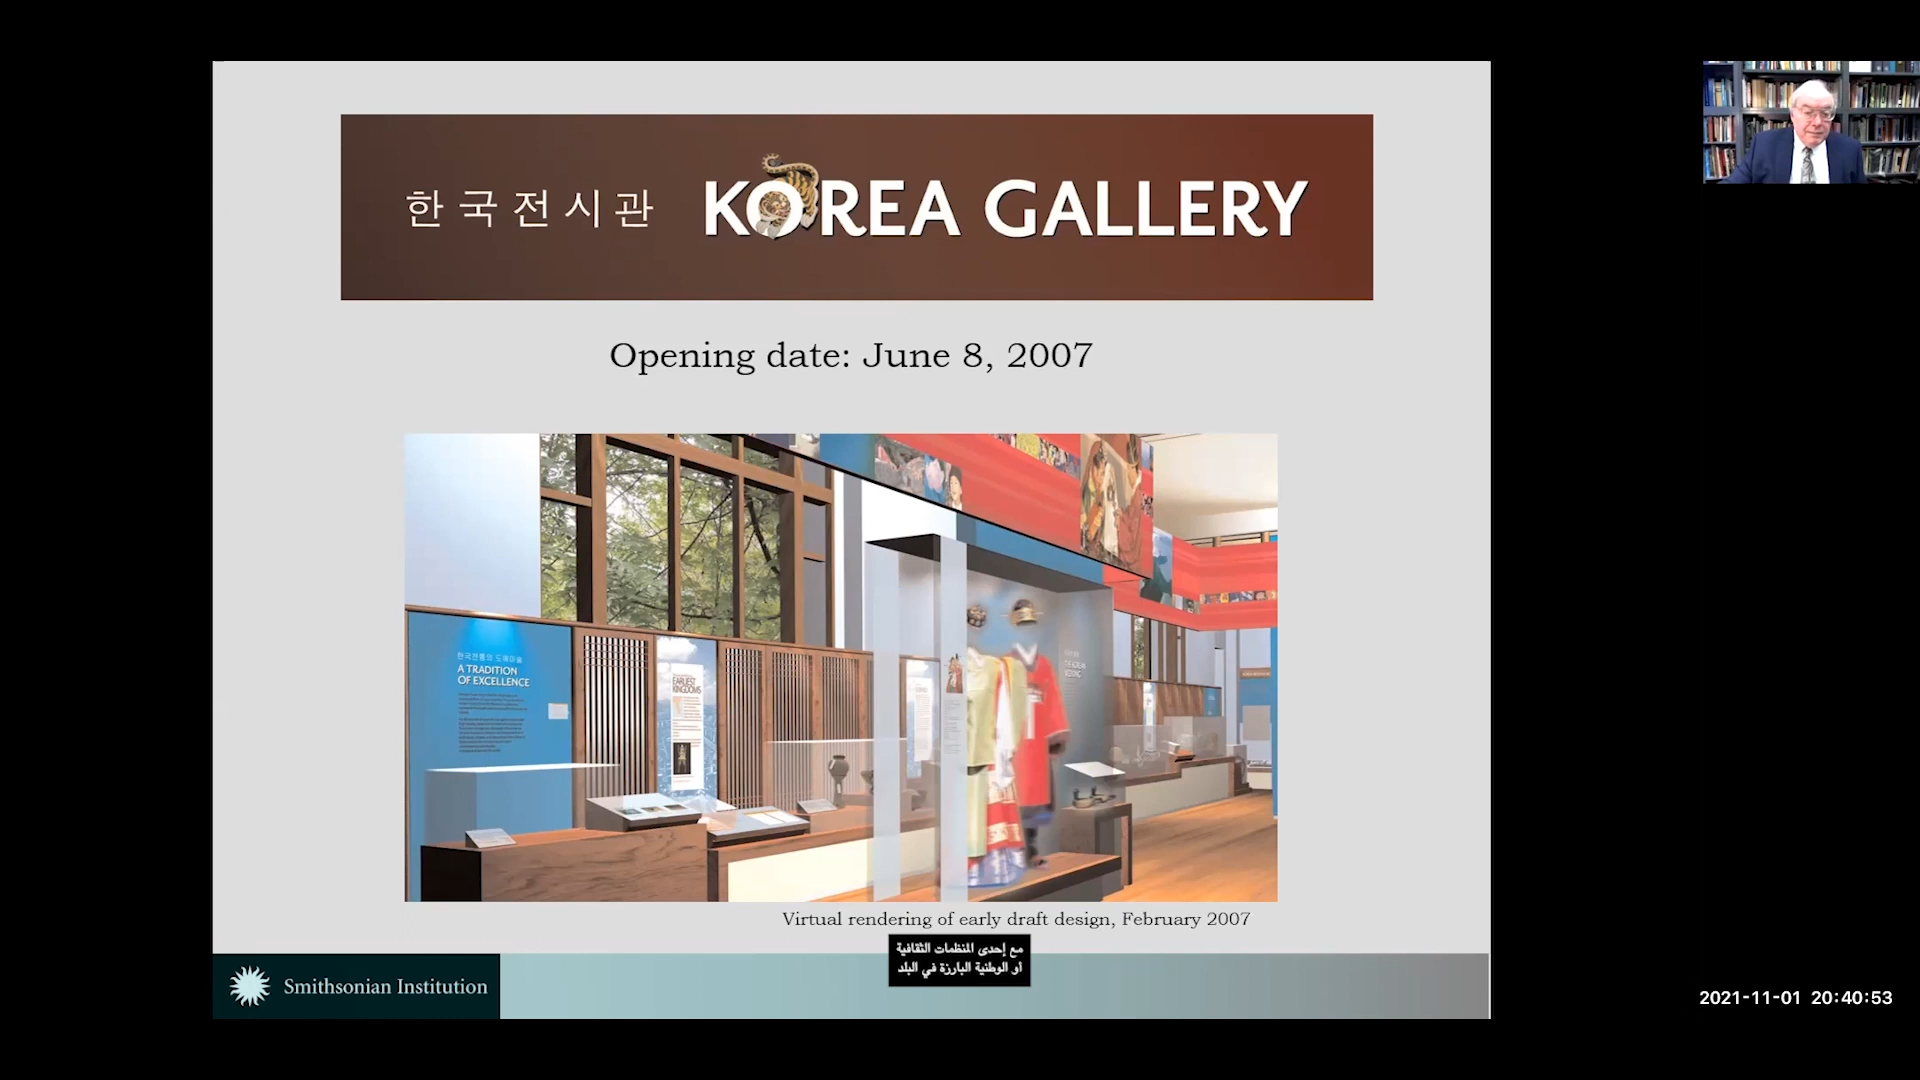 한국전시관 KOREA GALLERY
Opening date: June 8, 2007
한국전통의 도예미술
A TRADITION
OF EXCELLENCE
EARLIEST
KINGDOMS
Virtual rendering of early draft design, February 2007
مع إحدى المنظمات الثقافية
أو الوطنية البارزة في البلد
Smithsonian Institution
2021-11-01 20:40:53